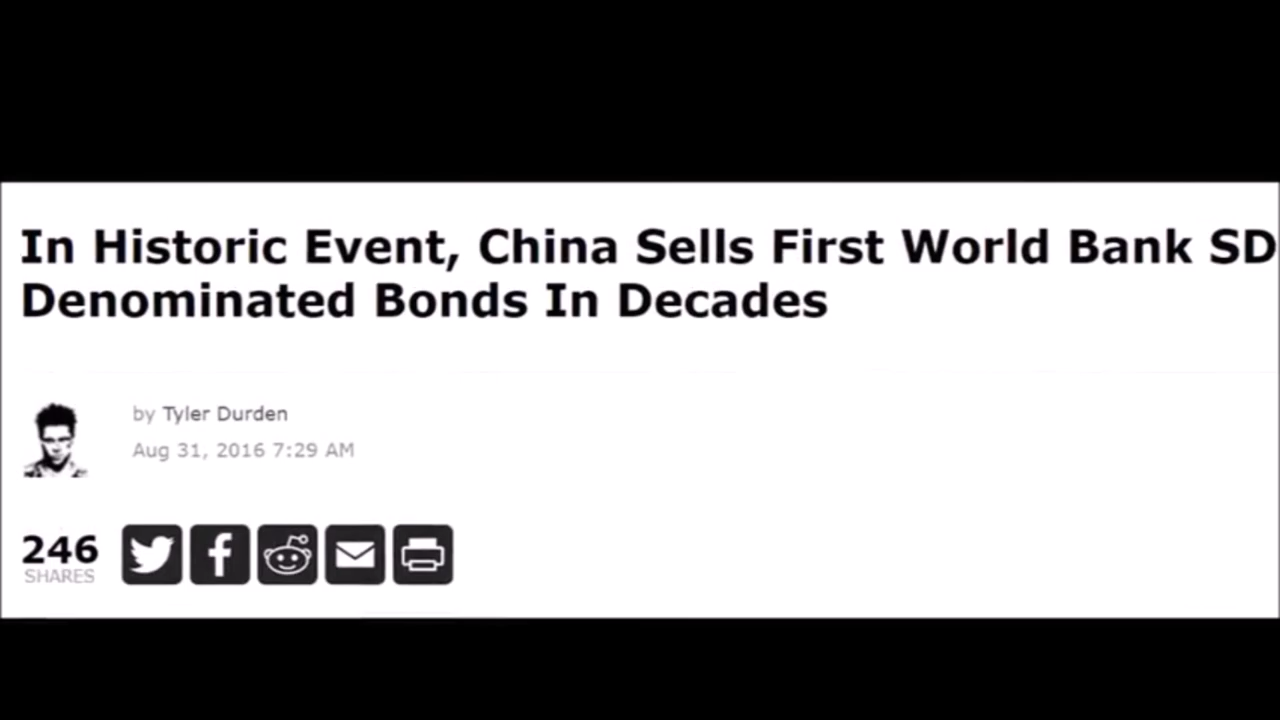 In Historic Event, China Sells First World Bank SD
Denominated Bonds In Decades
by Tyler Durden
Aug 31, 2016 7:29 AM
246
SHARES